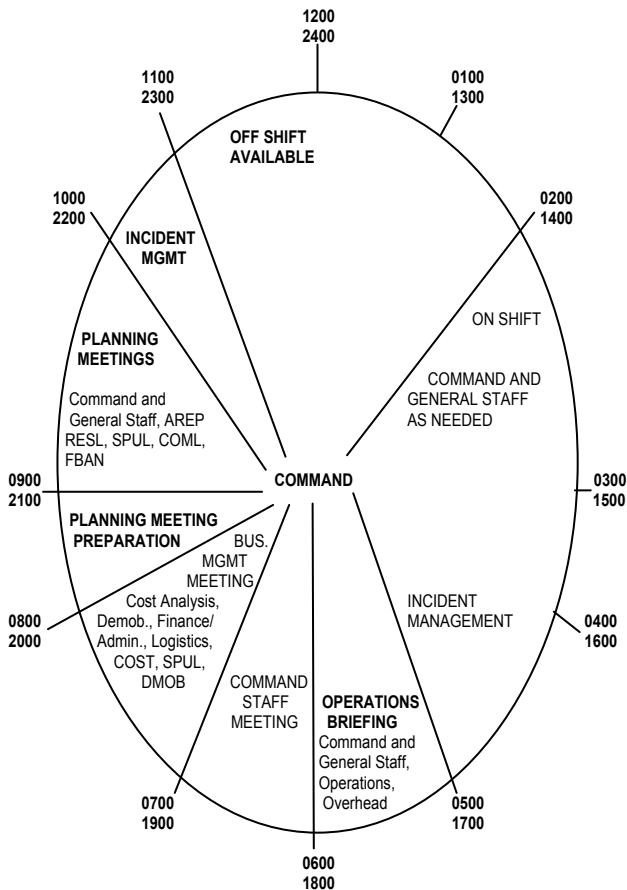 1200
2400
1100
2300
0100
1300
OFF SHIFT
AVAILABLE
1000
2200
0200
1400
INCIDENT
MGMT
ON SHIFT
PLANNING
MEETINGS
COMMAND AND
GENERAL STAFF
AS NEEDED
Command and
General Staff, AREP
RESL, SPUL, COML,
FBAN
COMMAND
0900
2100
0300
1500
PLANNING MEETING
PREPARATION
BUS.
MGMT
MEETING
Cost Analysis,
Demob., Finance/
Admin., Logistics,
COST, SPUL,
DMOB
INCIDENT
MANAGEMENT
0800
2000
0400
1600
COMMAND
STAFF
MEETING
OPERATIONS
BRIEFING
Command and
General Staff,
Operations,
Overhead
0700
1900
0500
1700
0600
1800